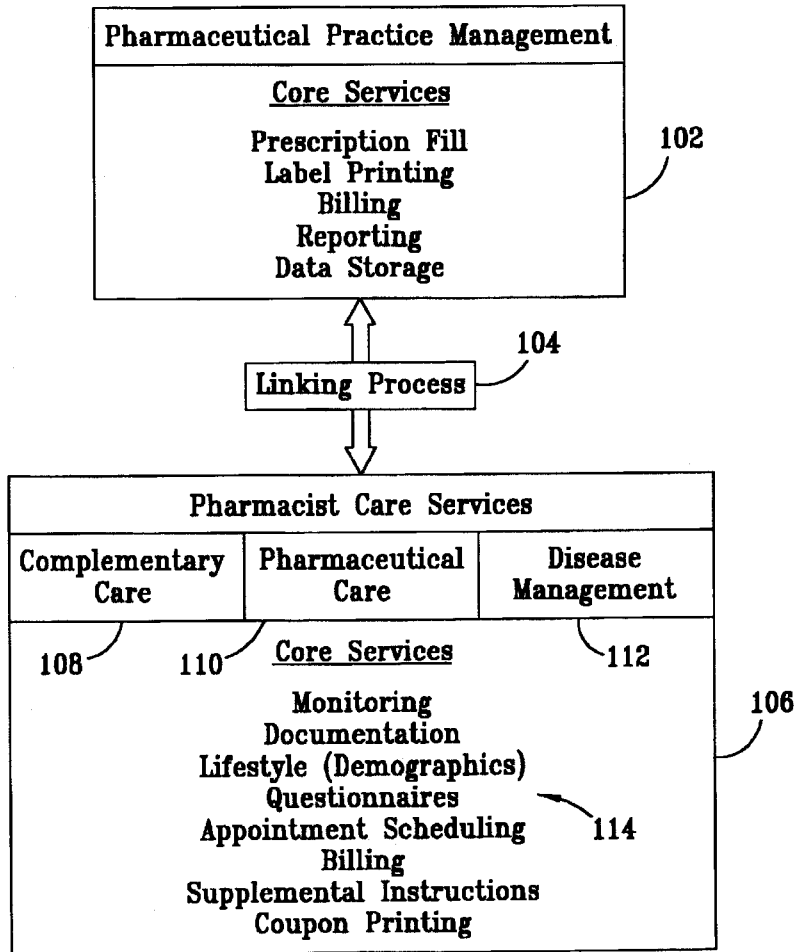 Pharmaceutical Practice Management
Core Services
Prescription Fill
Label Printing
Billing
Reporting
Data Storage
102
104
Linking Process
Pharmacist Care Services
Complementary Care
Pharmaceutical Care
Disease Management
108
110
112
Core Services
Monitoring
Documentation
Lifestyle (Demographics)
Questionnaires
Appointment Scheduling
Billing
Supplemental Instructions
Coupon Printing
106
114